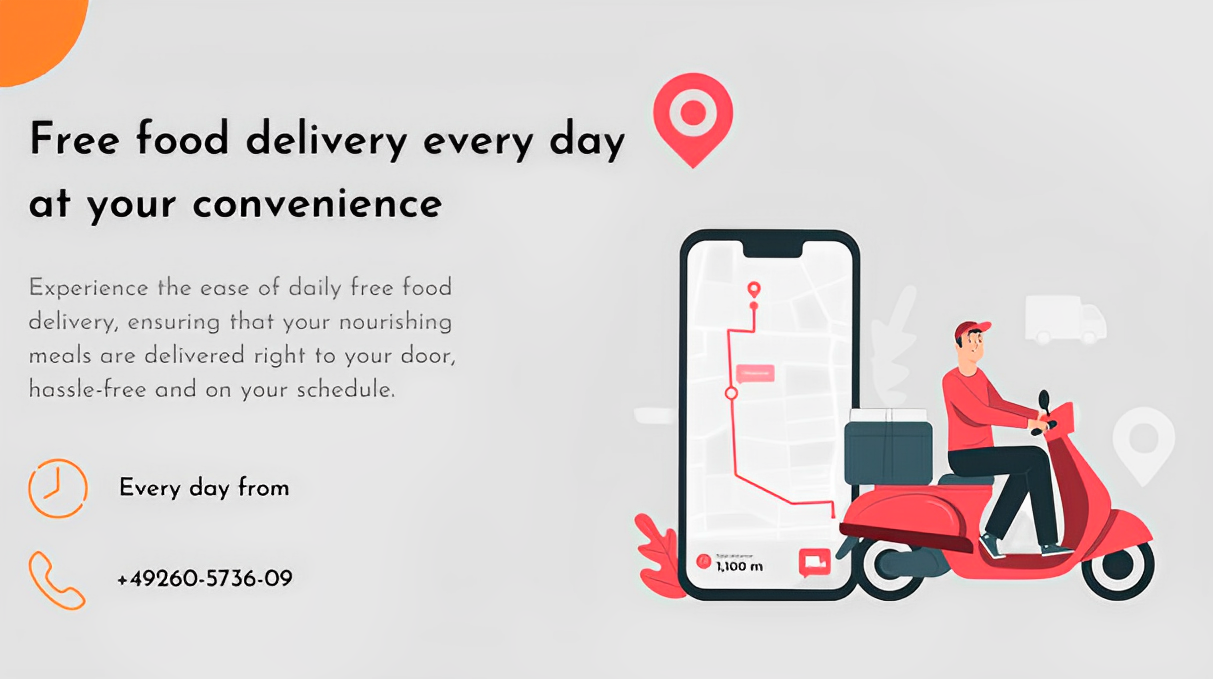 Free food delivery every day
at your convenience
Experience the ease of daily free food
delivery, ensuring that your nourishing
meals are delivered right to your door,
hassle-free and on your schedule.
Every day from
+49260-5736-09
1,100 m